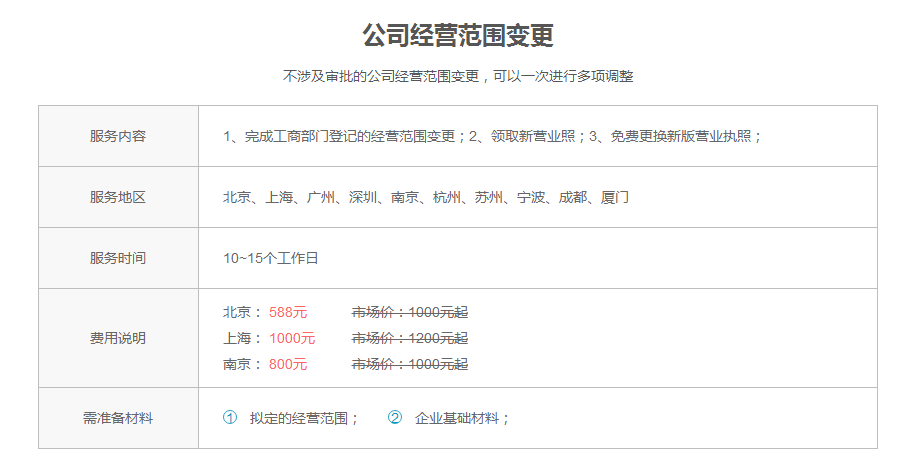 公司经营范围变更
不涉及审批的公司经营范围变更，可以一次进行多项调整
服务内容 1、完成工商部门登记的经营范围变更；2、领取新营业照；3、免费更换新版营业执照；
服务地区 北京、上海、广州、深圳、南京、杭州、苏州、宁波、成都、厦门
服务时间 10~15个工作日
费用说明
北京： 588元 市场价：1000元起
上海： 1000元 市场价：1200元起
南京： 800元 市场价：1000元起
需准备材料 ① 拟定的经营范围； ② 企业基础材料；